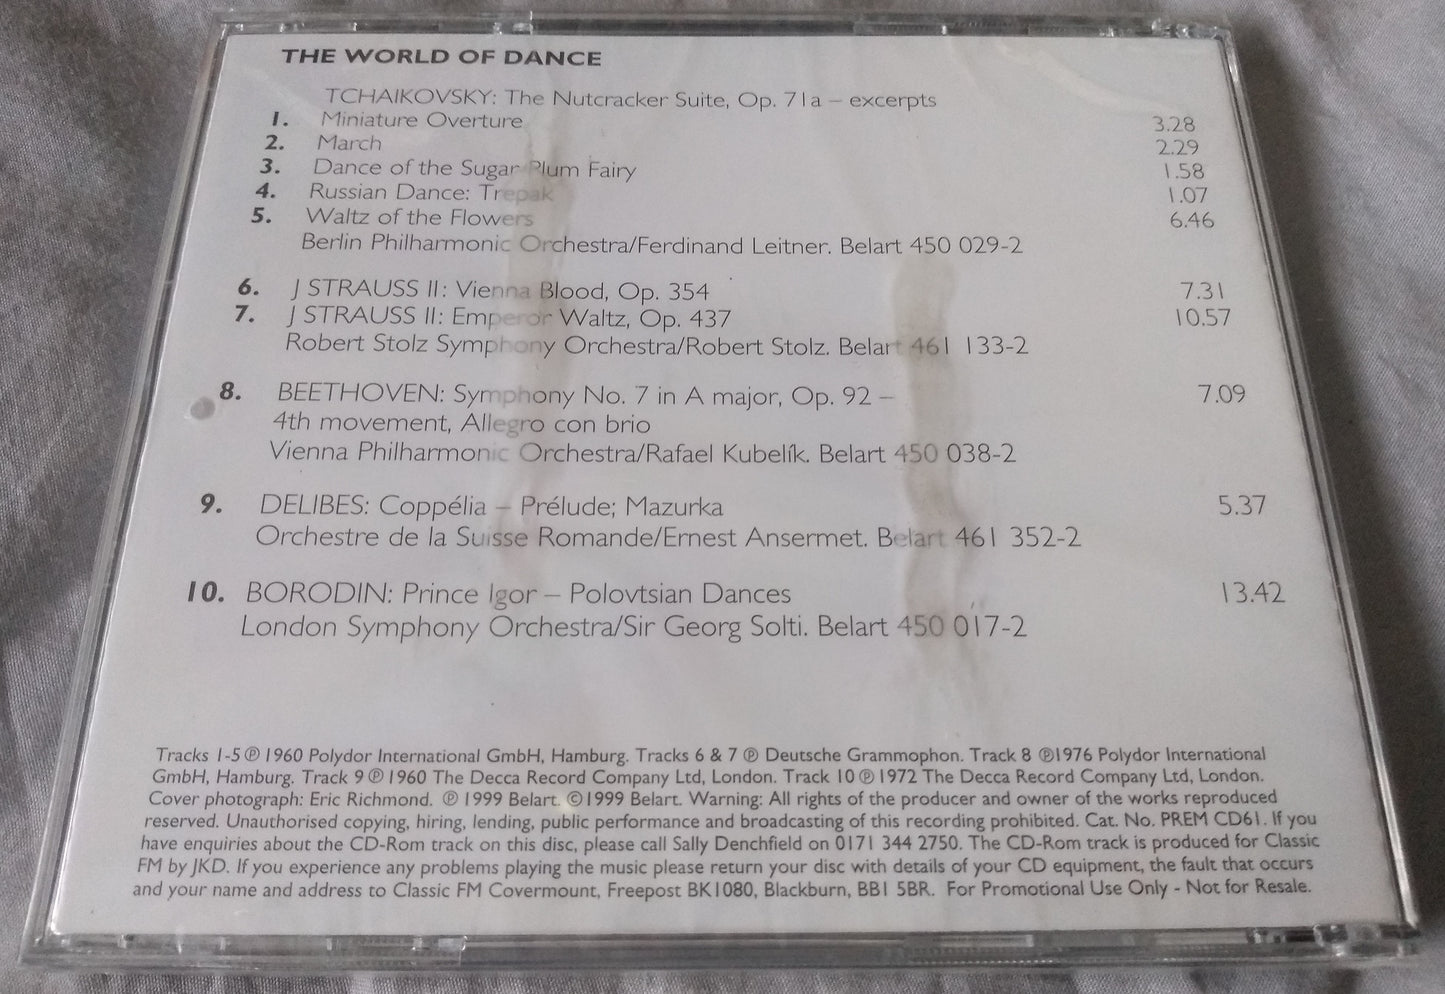 THE WORLD OF DANCE
TCHAIKOVSKY: The Nutcracker Suite, Op. 71a – excerpts
1. Miniature Overture 3.28
2. March 2.29
3. Dance of the Sugar Plum Fairy 1.58
4. Russian Dance: Trepak 1.07
5. Waltz of the Flowers 6.46
Berlin Philharmonic Orchestra/Ferdinand Leitner. Belart 450 029-2
6. J STRAUSS II: Vienna Blood, Op. 354 7.31
7. J STRAUSS II: Emperor Waltz, Op. 437 10.57
Robert Stolz Symphony Orchestra/Robert Stolz. Belart 461 133-2
8. BEETHOVEN: Symphony No. 7 in A major, Op. 92 – 7.09
4th movement, Allegro con brio
Vienna Philharmonic Orchestra/Rafael Kubelík. Belart 450 038-2
9. DELIBES: Coppélia – Prélude; Mazurka 5.37
Orchestre de la Suisse Romande/Ernest Ansermet. Belart 461 352-2
10. BORODIN: Prince Igor – Polovtsian Dances 13.42
London Symphony Orchestra/Sir Georg Solti. Belart 450 017-2
Tracks 1-5 ℗ 1960 Polydor International GmbH, Hamburg. Tracks 6 & 7 ℗ Deutsche Grammophon. Track 8 ℗1976 Polydor International
GmbH, Hamburg. Track 9 ℗ 1960 The Decca Record Company Ltd, London. Track 10 ℗ 1972 The Decca Record Company Ltd, London.
Cover photograph: Eric Richmond. ℗ 1999 Belart. ©1999 Belart. Warning: All rights of the producer and owner of the works reproduced
reserved. Unauthorised copying, hiring, lending, public performance and broadcasting of this recording prohibited. Cat. No. PREM CD61. If you
have enquiries about the CD-Rom track on this disc, please call Sally Denchfield on 0171 344 2750. The CD-Rom track is produced for Classic
FM by JKD. If you experience any problems playing the music please return your disc with details of your CD equipment, the fault that occurs
and your name and address to Classic FM Covermount, Freepost BK1080, Blackburn, BB1 5BR. For Promotional Use Only - Not for Resale.